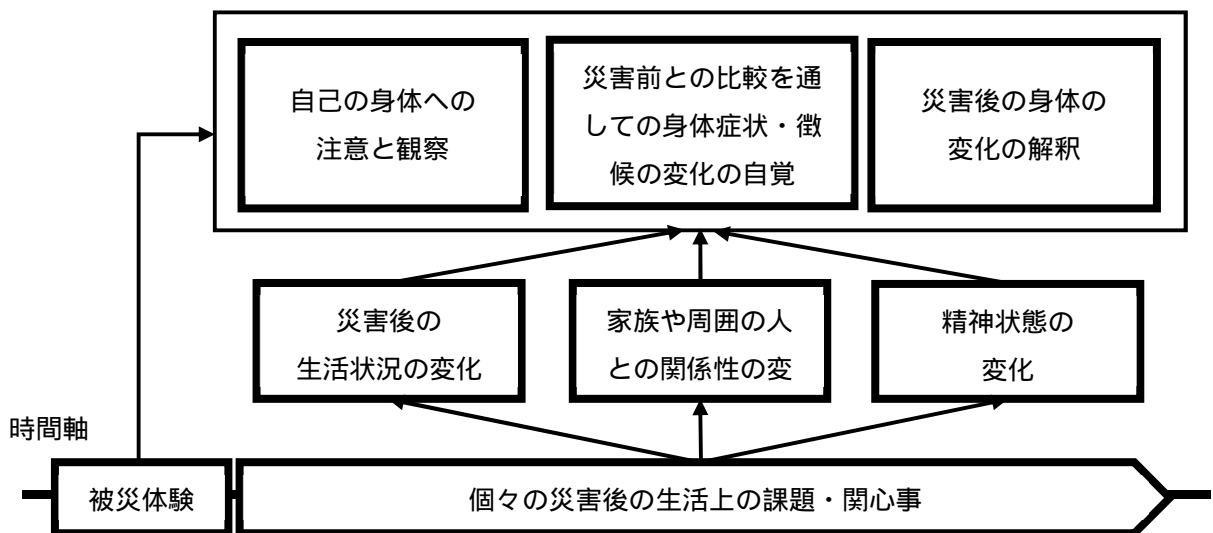 自己の身体への
注意と観察
災害前との比較を通
しての身体症状・徴
候の変化の自覚
災害後の身体の
変化の解釈
災害後の
生活状況の変化
家族や周囲の人
との関係性の変
精神状態の
変化
時間軸
被災体験
個々の災害後の生活上の課題・関心事